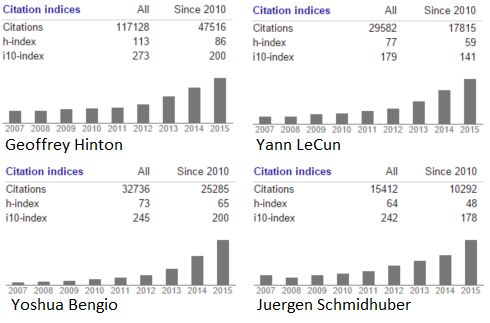 Citation indices All Since 2010
Citations 117128 47516
h-index 113 86
i10-index 273 200
2007 2008 2009 2010 2011 2012 2013 2014 2015
Geoffrey Hinton
Citation indices All Since 2010
Citations 29582 17815
h-index 77 59
i10-index 179 141
2007 2008 2009 2010 2011 2012 2013 2014 2015
Yann LeCun
Citation indices All Since 2010
Citations 32736 25285
h-index 73 65
i10-index 245 200
2007 2008 2009 2010 2011 2012 2013 2014 2015
Yoshua Bengio
Citation indices All Since 2010
Citations 15412 10292
h-index 64 48
i10-index 242 178
2007 2008 2009 2010 2011 2012 2013 2014 2015
Juergen Schmidhuber